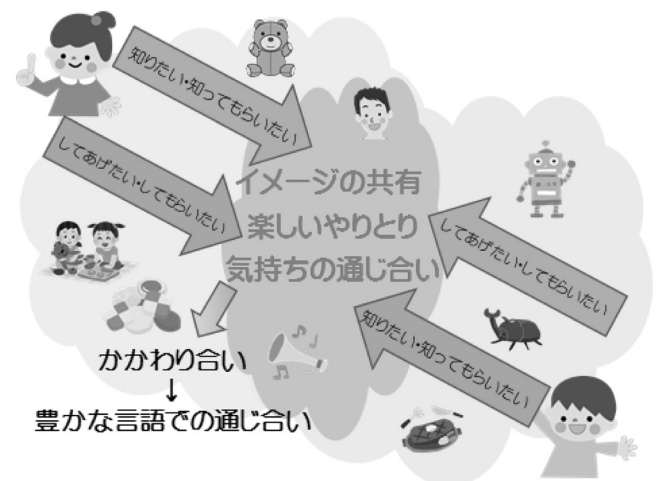 知りたい・知ってもらいたい
してあげたい・してもらいたい
イメージの共有
楽しいやりとり
気持ちの通じ合い
してあげたい・してもらいたい
知りたい・知ってもらいたい
かかわり合い
↓
豊かな言語での通じ合い